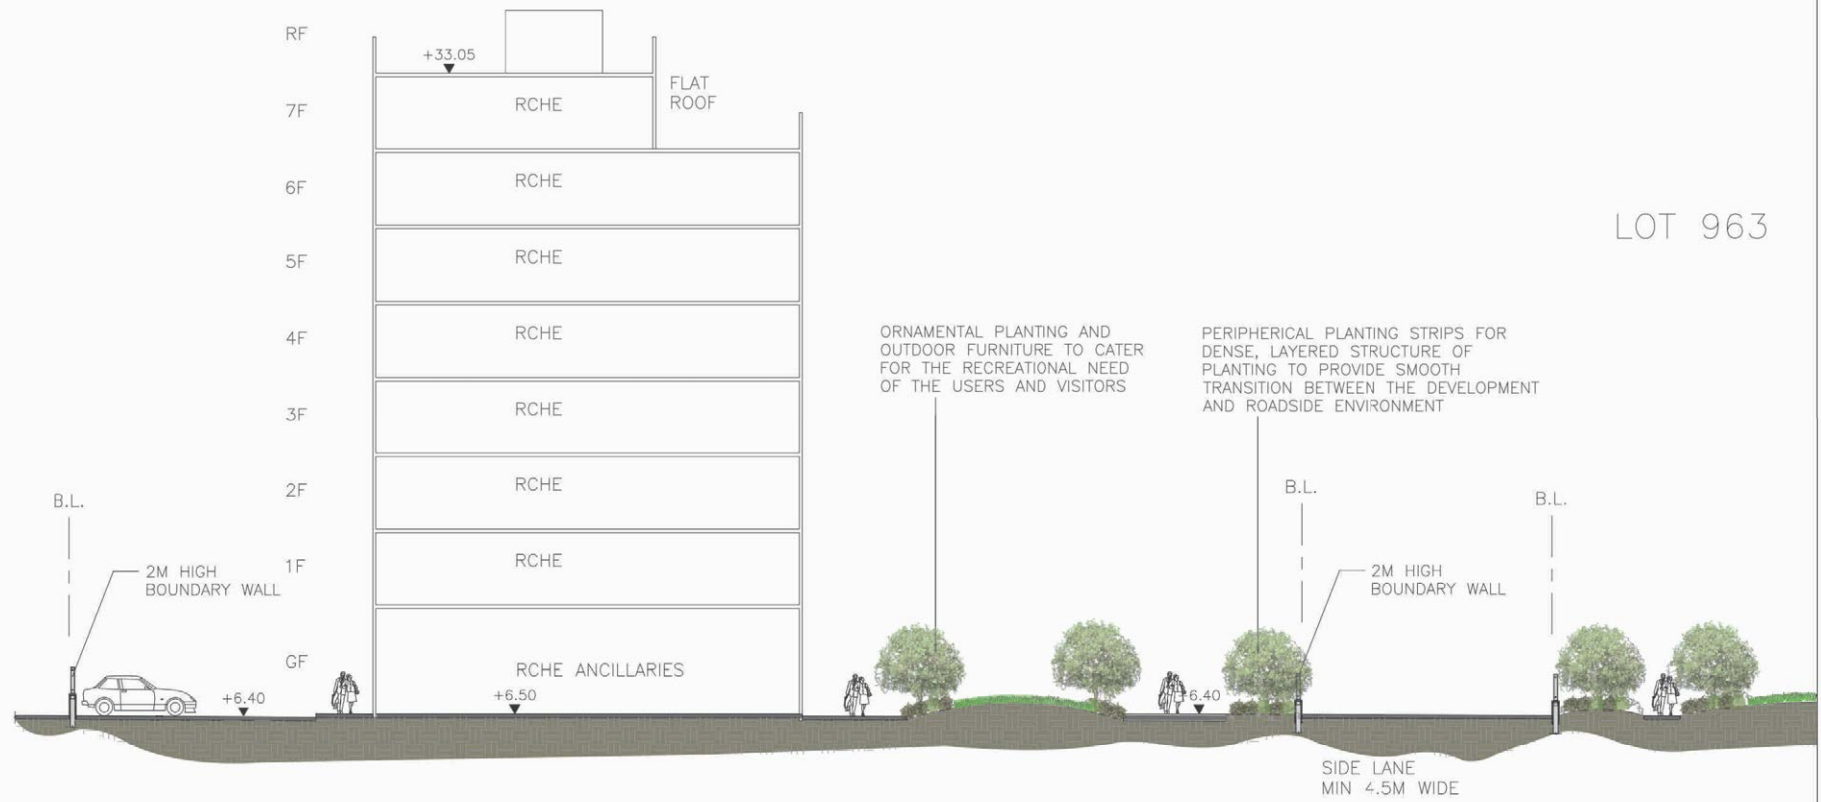 RF
+33.05
FLAT
ROOF
7F
RCHE
6F
RCHE
LOT 963
5F
RCHE
4F
RCHE
ORNAMENTAL PLANTING AND
OUTDOOR FURNITURE TO CATER
FOR THE RECREATIONAL NEED
OF THE USERS AND VISITORS
PERIPHERICAL PLANTING STRIPS FOR
DENSE, LAYERED STRUCTURE OF
PLANTING TO PROVIDE SMOOTH
TRANSITION BETWEEN THE DEVELOPMENT
AND ROADSIDE ENVIRONMENT
3F
RCHE
2F
RCHE
B.L.
B.L.
B.L.
1F
RCHE
2M HIGH
BOUNDARY WALL
2M HIGH
BOUNDARY WALL
GF
RCHE ANCILLARIES
+6.40
+6.50
+6.40
SIDE LANE
MIN 4.5M WIDE